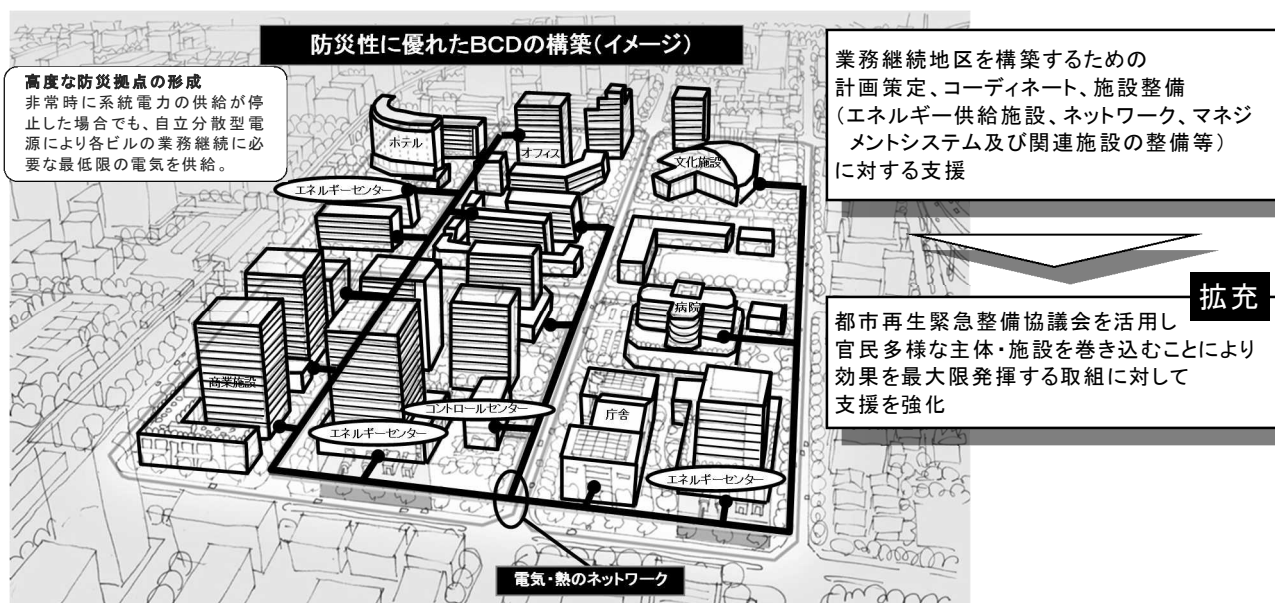 防災性に優れたBCDの構築(イメージ)
高度な防災拠点の形成
非常時に系統電力の供給が停
止した場合でも、自立分散型電
源により各ビルの業務継続に必
要な最低限の電気を供給。
ホテル
オフィス
文化施設
エネルギーセンター
病院
商業施設
コントロールセンター
エネルギーセンター
庁舎
エネルギーセンター
電気・熱のネットワーク
業務継続地区を構築するための
計画策定、コーディネート、施設整備
(エネルギー供給施設、ネットワーク、マネジ
メントシステム及び関連施設の整備等)
に対する支援
拡充
都市再生緊急整備協議会を活用し
官民多様な主体・施設を巻き込むことにより
効果を最大限発揮する取組に対して
支援を強化